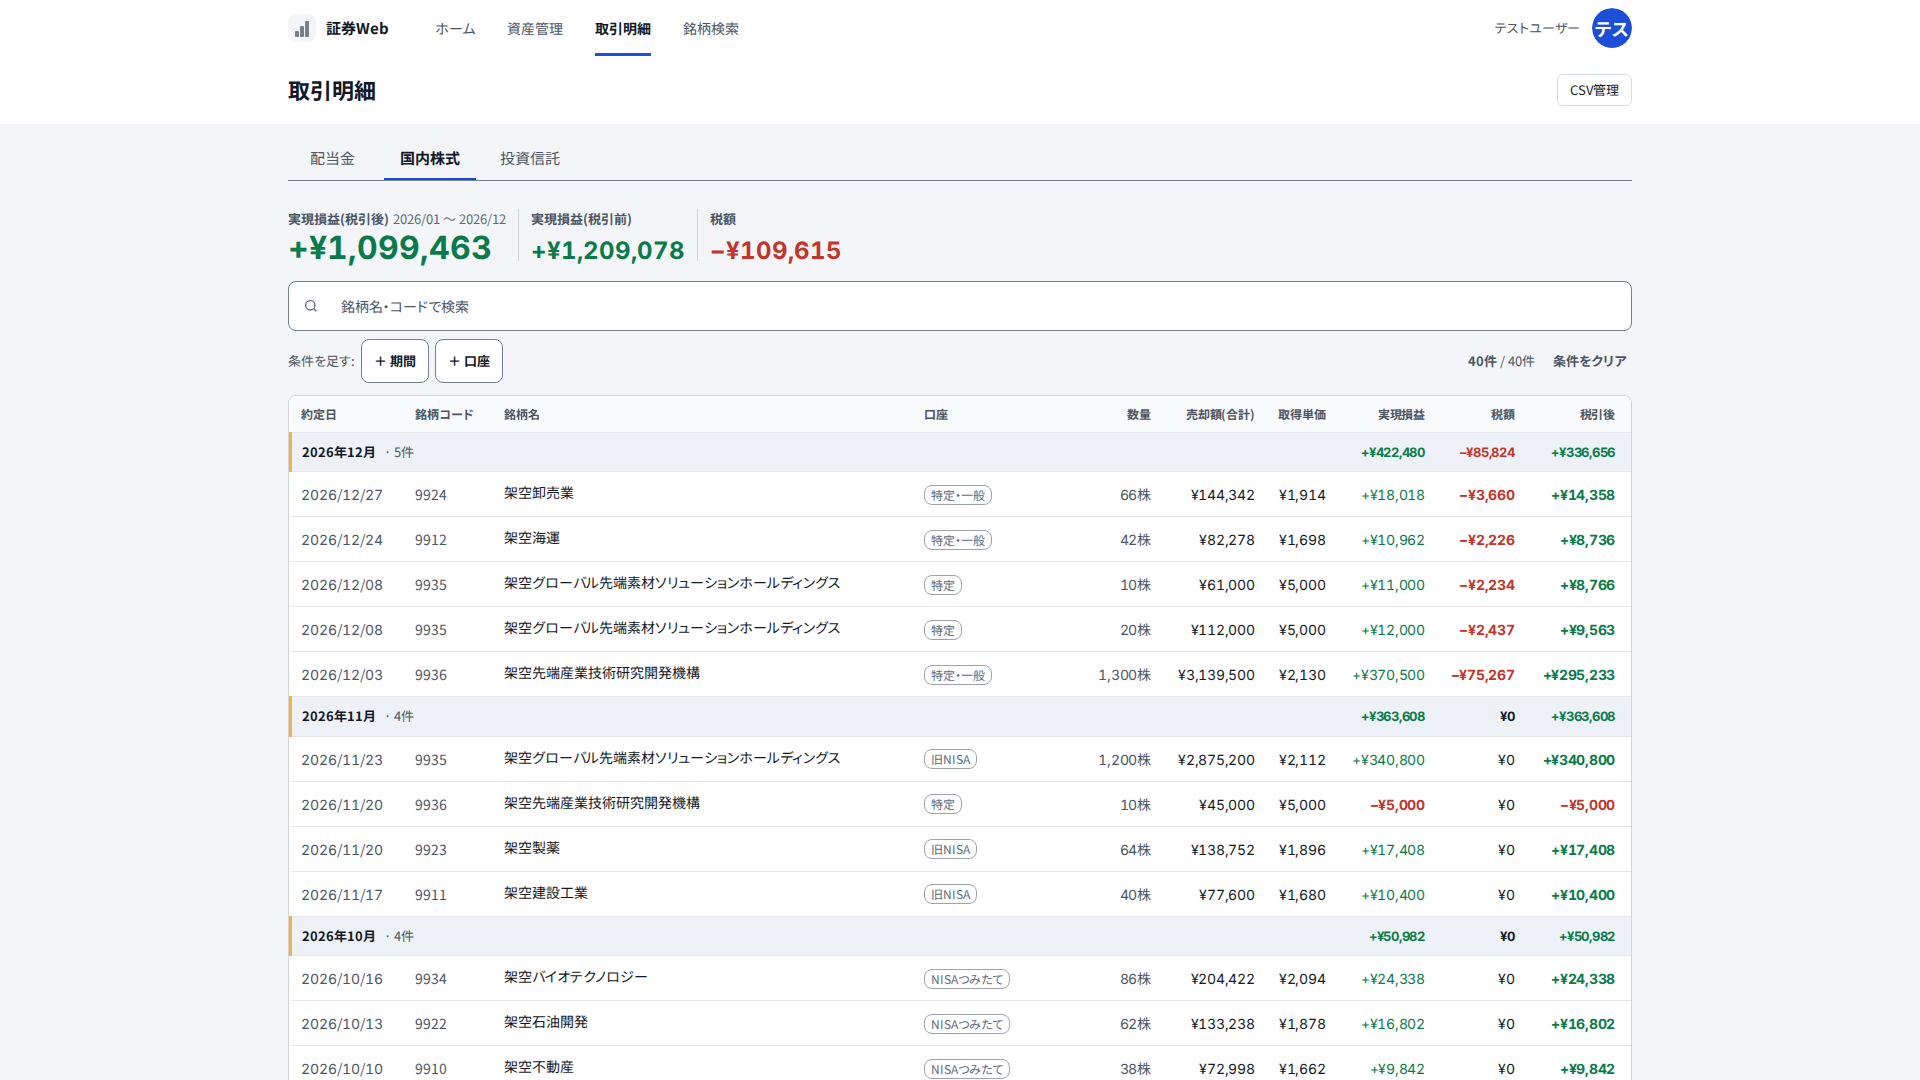 証券Web ホーム 資産管理 取引明細 銘柄検索 テストユーザー テス
取引明細 CSV管理
配当金 国内株式 投資信託
実現損益(税引後) 2026/01 〜 2026/12 実現損益(税引前) 税額
+¥1,099,463 +¥1,209,078 −¥109,615
銘柄名・コードで検索
条件を足す: + 期間 + 口座 40件 / 40件 条件をクリア
約定日 銘柄コード 銘柄名 口座 数量 売却額(合計) 取得単価 実現損益 税額 税引後
2026年12月 · 5件 +¥422,480 −¥85,824 +¥336,656
2026/12/27 9924 架空卸売業 特定・一般 66株 ¥144,342 ¥1,914 +¥18,018 −¥3,660 +¥14,358
2026/12/24 9912 架空海運 特定・一般 42株 ¥82,278 ¥1,698 +¥10,962 −¥2,226 +¥8,736
2026/12/08 9935 架空グローバル先端素材ソリューションホールディングス 特定 10株 ¥61,000 ¥5,000 +¥11,000 −¥2,234 +¥8,766
2026/12/08 9935 架空グローバル先端素材ソリューションホールディングス 特定 20株 ¥112,000 ¥5,000 +¥12,000 −¥2,437 +¥9,563
2026/12/03 9936 架空先端産業技術研究開発機構 特定・一般 1,300株 ¥3,139,500 ¥2,130 +¥370,500 −¥75,267 +¥295,233
2026年11月 · 4件 +¥363,608 ¥0 +¥363,608
2026/11/23 9935 架空グローバル先端素材ソリューションホールディングス 旧NISA 1,200株 ¥2,875,200 ¥2,112 +¥340,800 ¥0 +¥340,800
2026/11/20 9936 架空先端産業技術研究開発機構 特定 10株 ¥45,000 ¥5,000 −¥5,000 ¥0 −¥5,000
2026/11/20 9923 架空製薬 旧NISA 64株 ¥138,752 ¥1,896 +¥17,408 ¥0 +¥17,408
2026/11/17 9911 架空建設工業 旧NISA 40株 ¥77,600 ¥1,680 +¥10,400 ¥0 +¥10,400
2026年10月 · 4件 +¥50,982 ¥0 +¥50,982
2026/10/16 9934 架空バイオテクノロジー NISAつみたて 86株 ¥204,422 ¥2,094 +¥24,338 ¥0 +¥24,338
2026/10/13 9922 架空石油開発 NISAつみたて 62株 ¥133,238 ¥1,878 +¥16,802 ¥0 +¥16,802
2026/10/10 9910 架空不動産 NISAつみたて 38株 ¥72,998 ¥1,662 +¥9,842 ¥0 +¥9,842